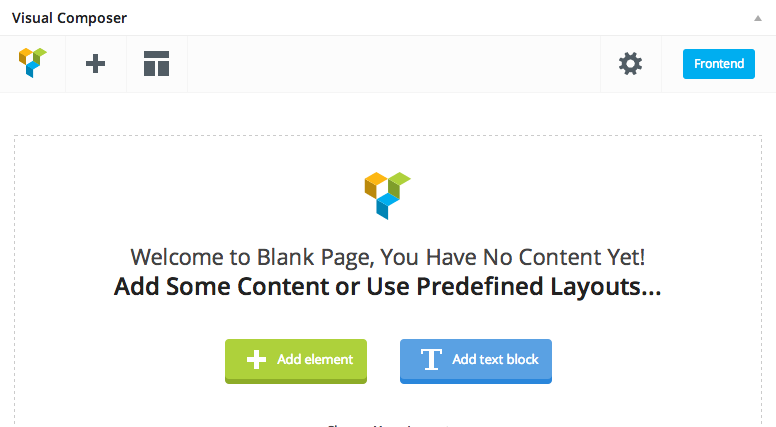 Visual Composer
Frontend
Welcome to Blank Page, You Have No Content Yet!
Add Some Content or Use Predefined Layouts...
Add element
Add text block